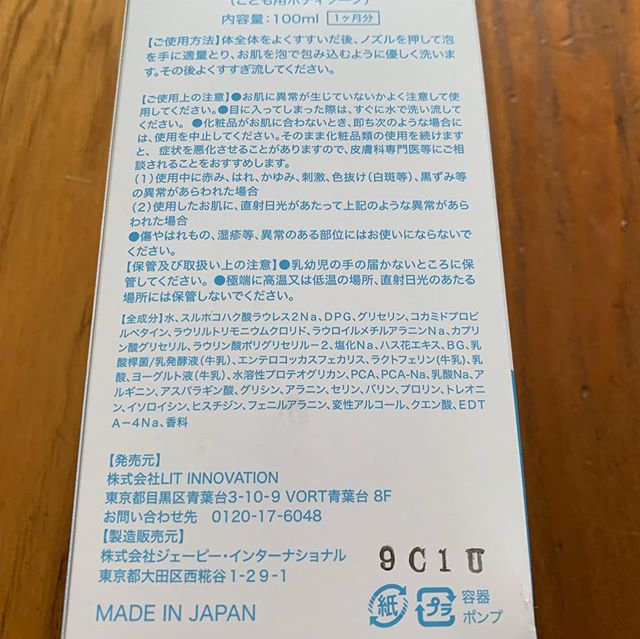 (こども用ボディソープ)
内容量:100ml 1ヶ月分
【ご使用方法】体全体をよくすすいだ後、ノズルを押して泡
を手に適量とり、お肌を泡で包み込むように優しく洗いま
す。その後よくすすぎ流してください。
【ご使用上の注意】●お肌に異常が生じていないかよく注意して使
用してください。●目に入ってしまった際は、すぐに水で洗い流して
ください。 ●化粧品がお肌に合わないとき、即ち次のような場合に
は、使用を中止してください。そのまま化粧品類の使用を続けます
と、症状を悪化させることがありますので、皮膚科専門医等にご相
談されることをおすすめします。
(1)使用中に赤み、はれ、かゆみ、刺激、色抜け(白斑等)、黒ずみ等
の異常があらわれた場合
(2)使用したお肌に、直射日光があたって上記のような異常があら
われた場合
●傷やはれもの、湿疹等、異常のある部位にはお使いにならないで
ください。
【保管及び取扱い上の注意】●乳幼児の手の届かないところに保
管してください。●極端に高温又は低温の場所、直射日光のあたる
場所には保管しないでください。
【全成分】水、スルホコハク酸ラウレス2Na、DPG、グリセリン、コカミドプロピ
ルベタイン、ラウリルトリモニウムクロリド、ラウロイルメチルアラニンNa、カプリン
酸グリセリル、ラウリン酸ポリグリセリル-2、塩化Na、ハス花エキス、BG、乳
酸桿菌/乳発酵液(牛乳)、エンテロコッカスフェカリス、ラクトフェリン(牛乳)、乳
酸、ヨーグルト液(牛乳)、水溶性プロテオグリカン、PCA、PCA-Na、乳酸Na、ア
ルギニン、アスパラギン酸、グリシン、アラニン、セリン、バリン、プロリン、トレオニ
ン、イソロイシン、ヒスチジン、フェニルアラニン、変性アルコール、クエン酸、EDT
A-4Na、香料
【発売元】
株式会社LIT INNOVATION
東京都目黒区青葉台3-10-9 VORT青葉台 8F
お問い合わせ先 0120-17-6048
【製造販売元】
株式会社ジェーピー・インターナショナル
東京都大田区西糀谷1-29-1
9C1U
MADE IN JAPAN
紙 プラ 容器
ポンプ